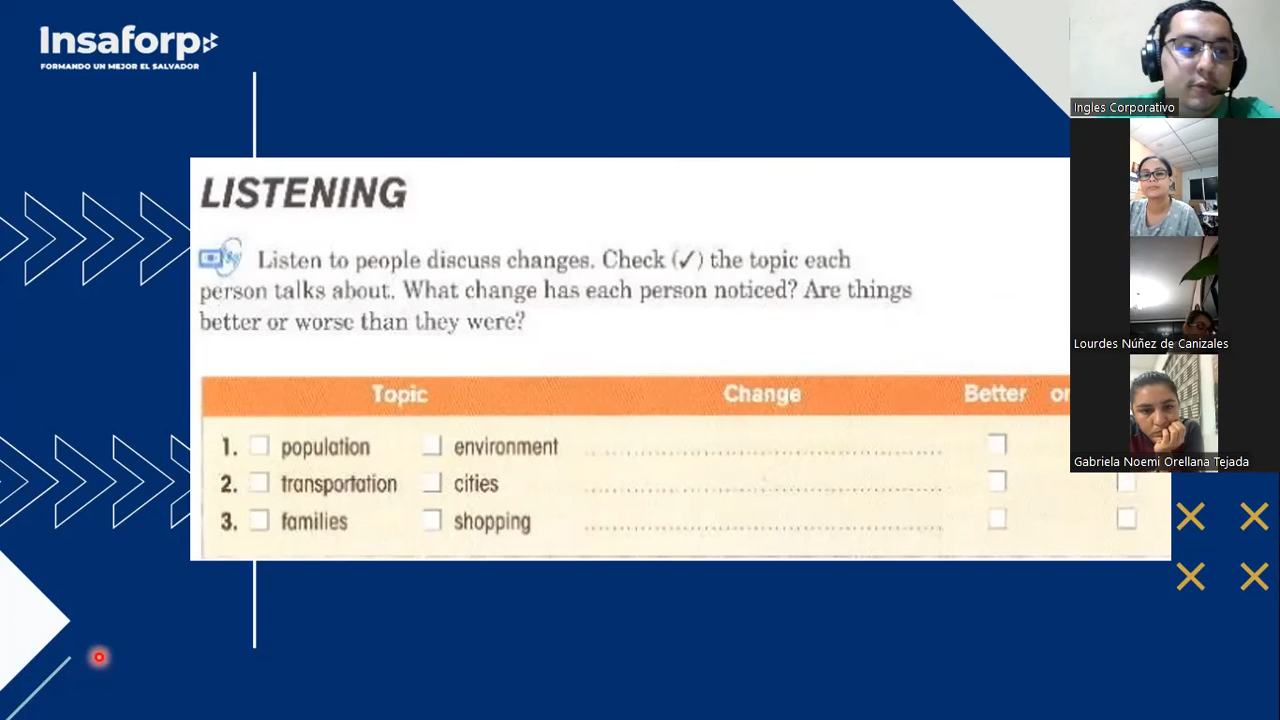 Insaforp
FORMANDO UN MEJOR EL SALVADOR
LISTENING
Listen to people discuss changes. Check (✓) the topic each
person talks about. What change has each person noticed? Are things
better or worse than they were?
Topic Change Better or
1. population environment
2. transportation cities
3. families shopping
Ingles Corporativo
Lourdes Núñez de Canizales
Gabriela Noemi Orellana Tejada